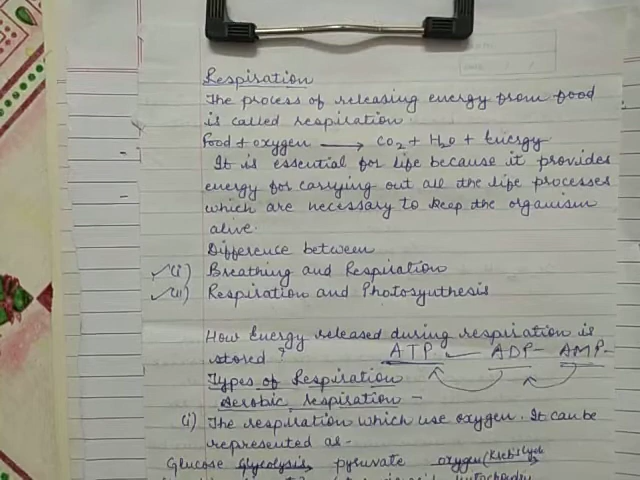 Respiration
The process of releasing energy from food
is called respiration.
Food + oxygen ⟶ CO2 + H2O + Energy
It is essential for life because it provides
energy for carrying out all the life processes
which are necessary to keep the organism
alive.
Difference between
✓(i) Breathing and Respiration
✓(ii) Respiration and Photosynthesis
How Energy released during respiration is
stored? ATP ADP AMP
Types of Respiration
Aerobic respiration -
(i) The respiration which use oxygen. It can be
represented as -
Glucose Glycolysis pyruvate oxygen (Kreb's Cycle